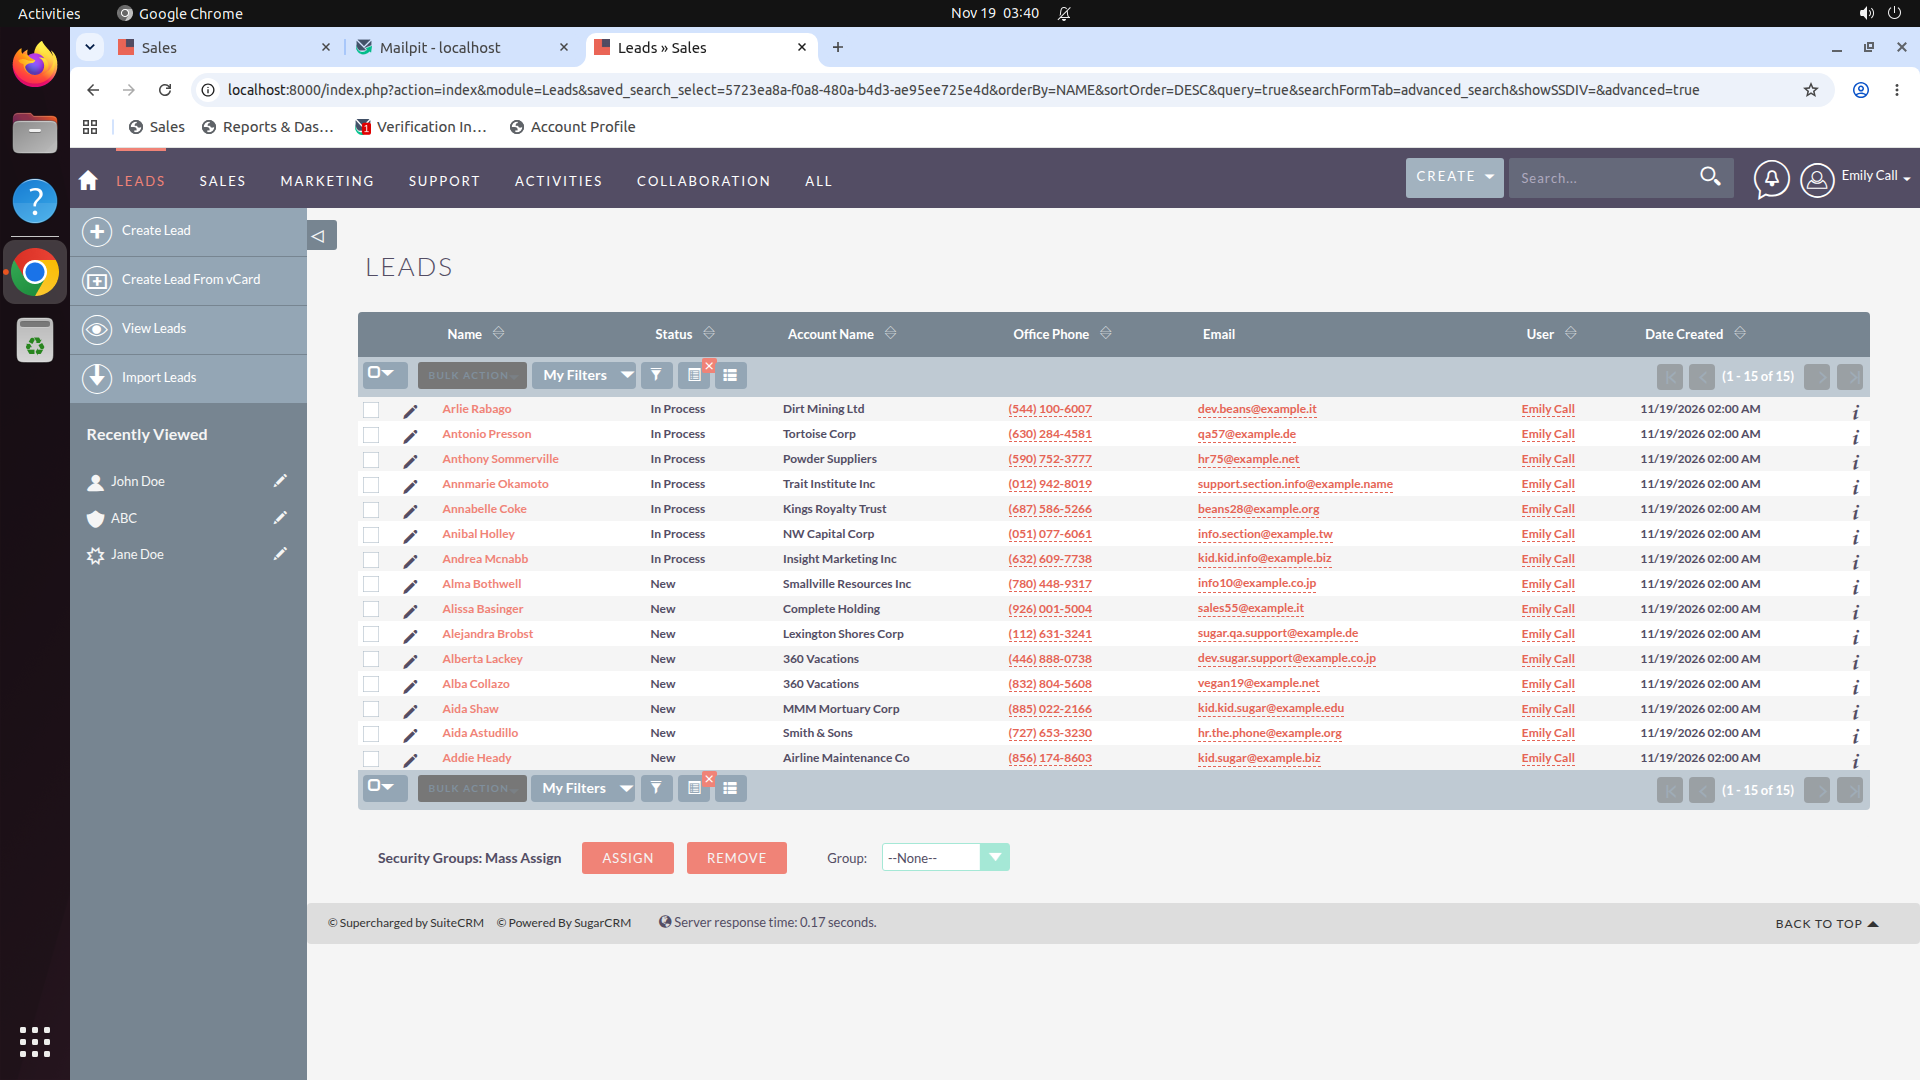 Activities
Google Chrome
Nov 19 03:40
Sales
Mailpit - localhost
Leads » Sales
localhost:8000/index.php?action=index&module=Leads&saved_search_select=5723ea8a-f0a8-480a-b4d3-ae95ee725e4d&orderBy=NAME&sortOrder=DESC&query=true&searchFormTab=advanced_search&showSSDIV=&advanced=true
Sales
Reports & Das...
Verification In...
Account Profile
LEADS SALES MARKETING SUPPORT ACTIVITIES COLLABORATION ALL
CREATE
Search...
Emily Call
Create Lead
Create Lead From vCard
View Leads
Import Leads
Recently Viewed
John Doe
ABC
Jane Doe
LEADS
Name Status Account Name Office Phone Email User Date Created
BULK ACTION My Filters (1 - 15 of 15)
Arlie Rabago In Process Dirt Mining Ltd (544) 100-6007 dev.beans@example.it Emily Call 11/19/2026 02:00 AM
Antonio Presson In Process Tortoise Corp (630) 284-4581 qa57@example.de Emily Call 11/19/2026 02:00 AM
Anthony Sommerville In Process Powder Suppliers (590) 752-3777 hr75@example.net Emily Call 11/19/2026 02:00 AM
Annmarie Okamoto In Process Trait Institute Inc (012) 942-8019 support.section.info@example.name Emily Call 11/19/2026 02:00 AM
Annabelle Coke In Process Kings Royalty Trust (687) 586-5266 beans28@example.org Emily Call 11/19/2026 02:00 AM
Anibal Holley In Process NW Capital Corp (051) 077-6061 info.section@example.tw Emily Call 11/19/2026 02:00 AM
Andrea Mcnabb In Process Insight Marketing Inc (632) 609-7738 kid.kid.info@example.biz Emily Call 11/19/2026 02:00 AM
Alma Bothwell New Smallville Resources Inc (780) 448-9317 info10@example.co.jp Emily Call 11/19/2026 02:00 AM
Alissa Basinger New Complete Holding (926) 001-5004 sales55@example.it Emily Call 11/19/2026 02:00 AM
Alejandra Brobst New Lexington Shores Corp (112) 631-3241 sugar.qa.support@example.de Emily Call 11/19/2026 02:00 AM
Alberta Lackey New 360 Vacations (446) 888-0738 dev.sugar.support@example.co.jp Emily Call 11/19/2026 02:00 AM
Alba Collazo New 360 Vacations (832) 804-5608 vegan19@example.net Emily Call 11/19/2026 02:00 AM
Aida Shaw New MMM Mortuary Corp (885) 022-2166 kid.kid.sugar@example.edu Emily Call 11/19/2026 02:00 AM
Aida Astudillo New Smith & Sons (727) 653-3230 hr.the.phone@example.org Emily Call 11/19/2026 02:00 AM
Addie Heady New Airline Maintenance Co (856) 174-8603 kid.sugar@example.biz Emily Call 11/19/2026 02:00 AM
BULK ACTION My Filters (1 - 15 of 15)
Security Groups: Mass Assign ASSIGN REMOVE Group: --None--
© Supercharged by SuiteCRM © Powered By SugarCRM Server response time: 0.17 seconds. BACK TO TOP